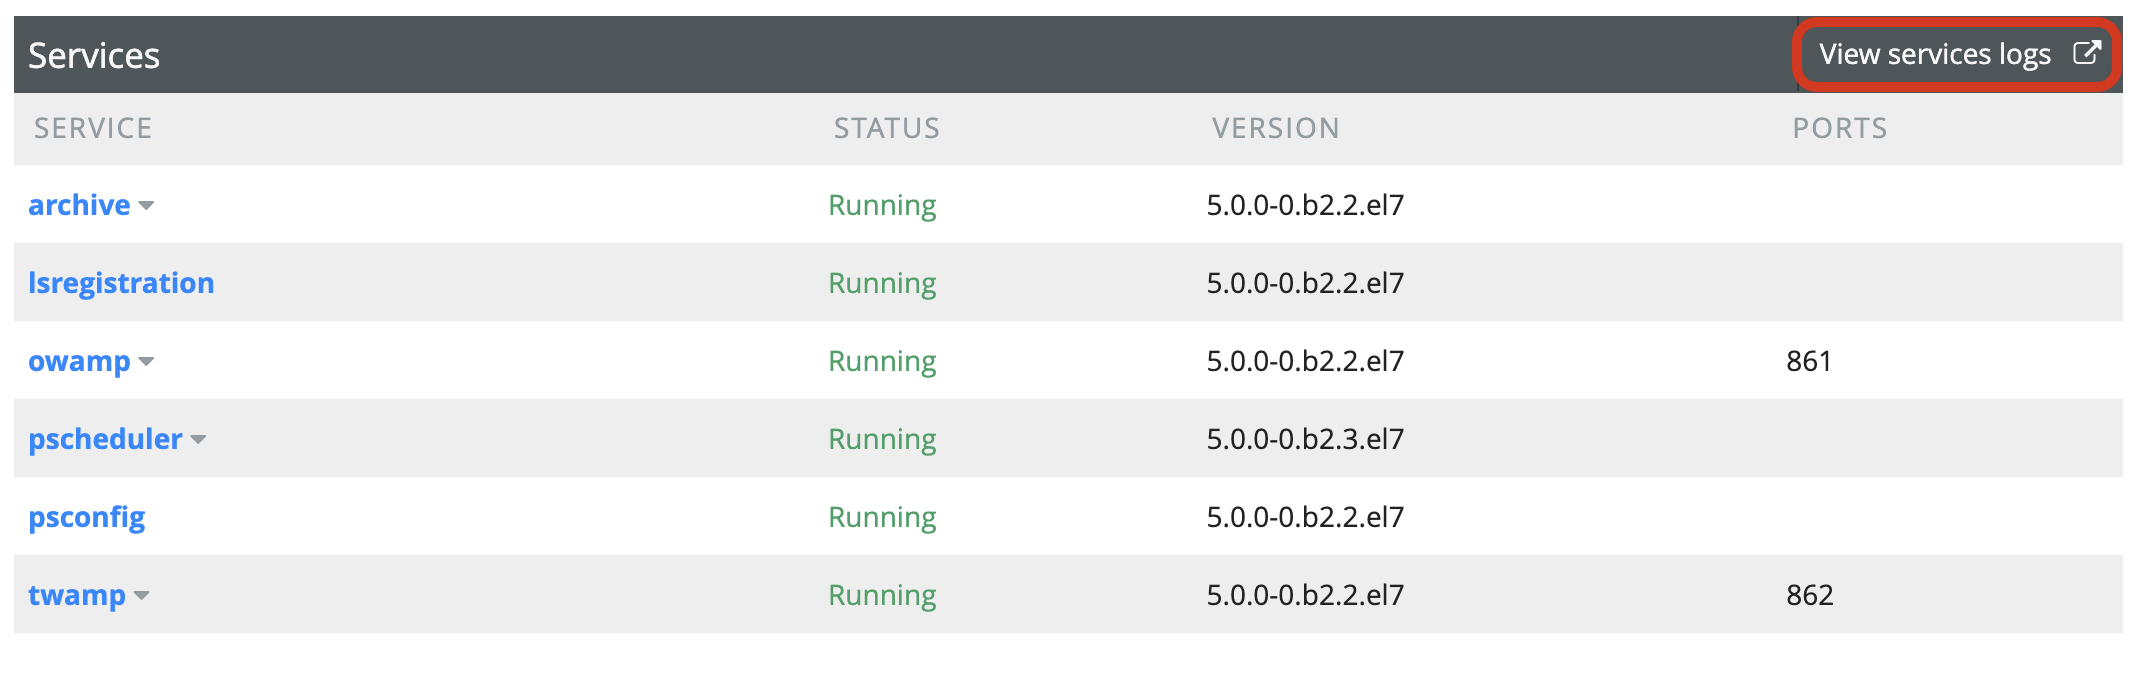 Services View services logs
SERVICE STATUS VERSION PORTS
archive Running 5.0.0-0.b2.2.el7
lsregistration Running 5.0.0-0.b2.2.el7
owamp Running 5.0.0-0.b2.2.el7 861
pscheduler Running 5.0.0-0.b2.3.el7
psconfig Running 5.0.0-0.b2.2.el7
twamp Running 5.0.0-0.b2.2.el7 862